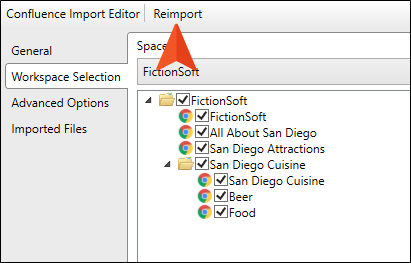 Confluence Import Editor Reimport
General
Workspace Selection
Advanced Options
Imported Files
Space
FictionSoft
FictionSoft
FictionSoft
All About San Diego
San Diego Attractions
San Diego Cuisine
San Diego Cuisine
Beer
Food